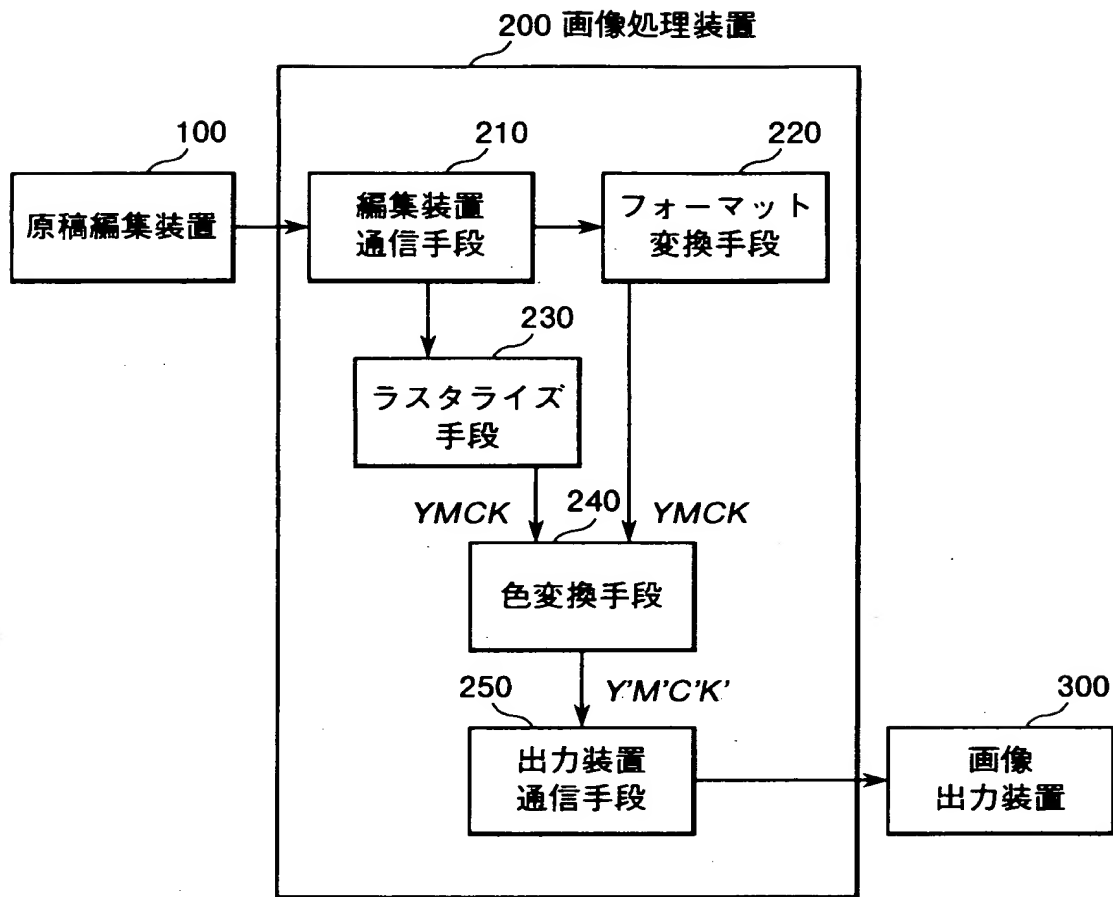 200 画像処理装置
100
210
220
原稿編集装置
編集装置
通信手段
フォーマット
変換手段
230
ラスタライズ
手段
YMCK
240
YMCK
色変換手段
250
Y'M'C'K'
300
出力装置
通信手段
画像
出力装置